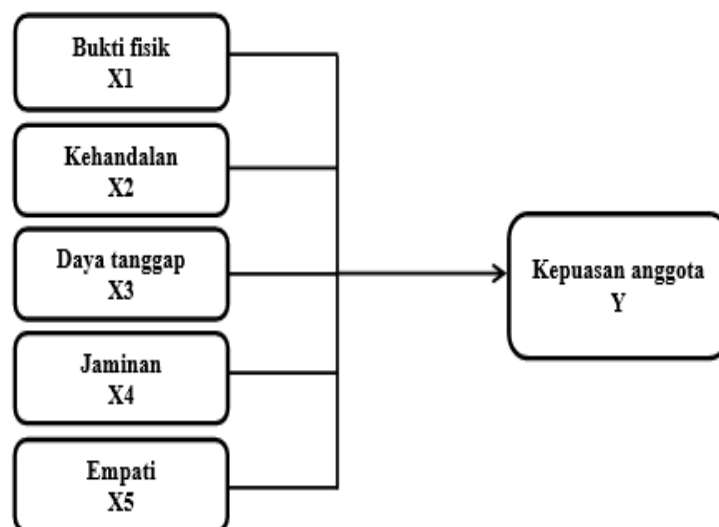 Bukti fisik
X1
Kehandalan
X2
Daya tanggap
X3
Jaminan
X4
Empati
X5
Kepuasan anggota
Y